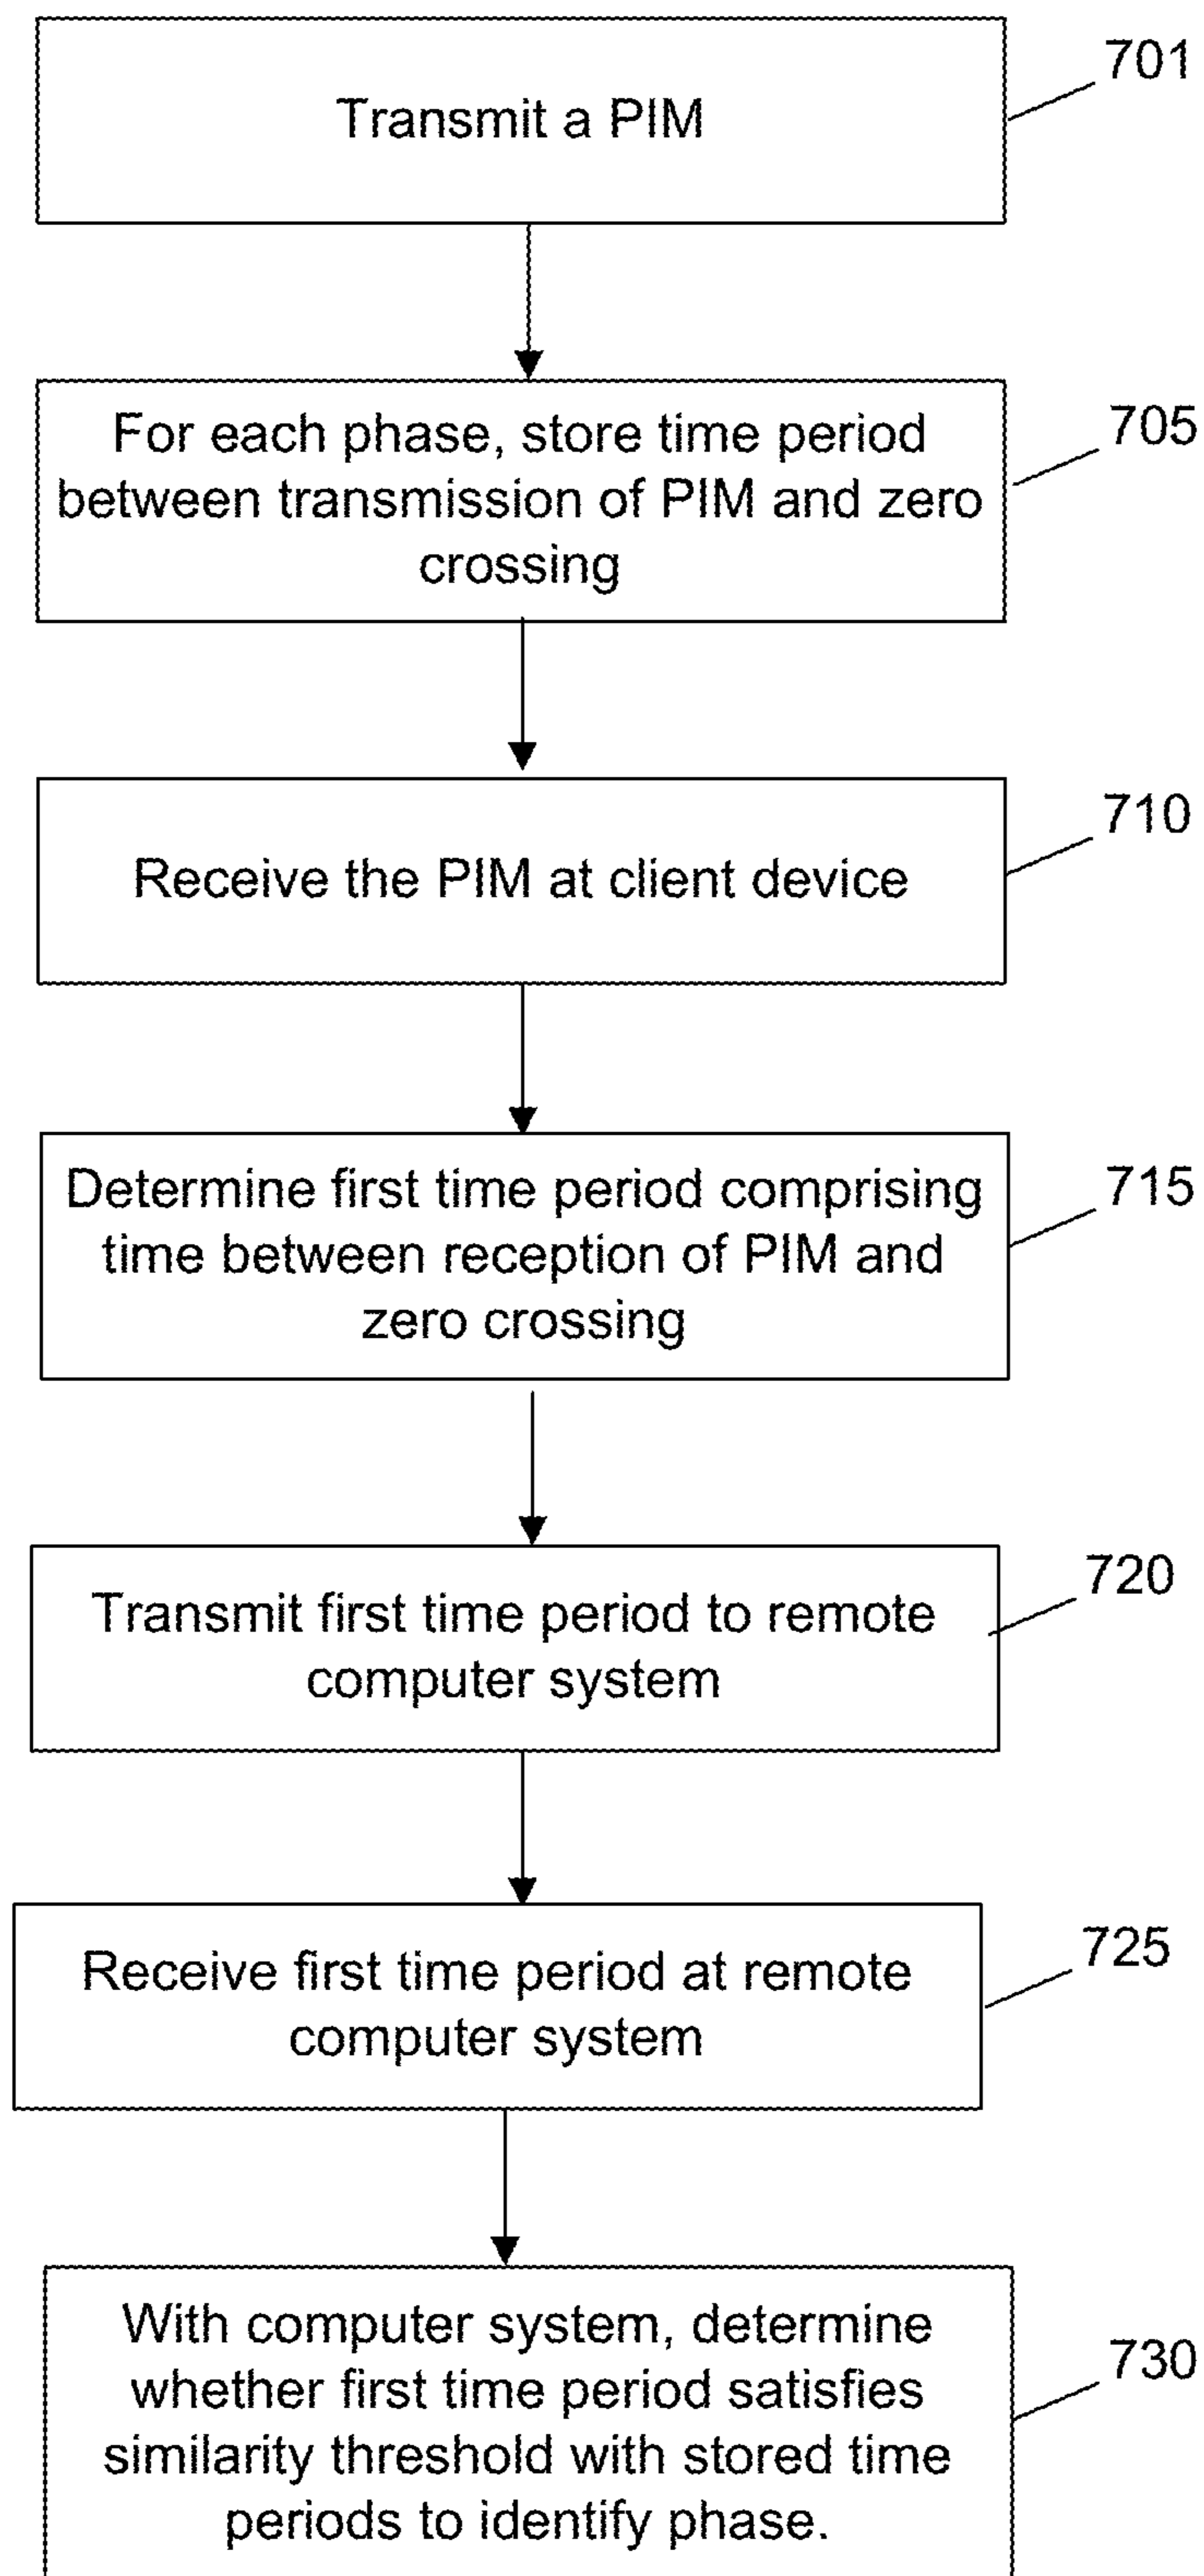 Transmit a PIM
701
For each phase, store time period
between transmission of PIM and zero
crossing
705
Receive the PIM at client device
710
Determine first time period comprising
time between reception of PIM and
zero crossing
715
Transmit first time period to remote
computer system
720
Receive first time period at remote
computer system
725
With computer system, determine
whether first time period satisfies
similarity threshold with stored time
periods to identify phase.
730